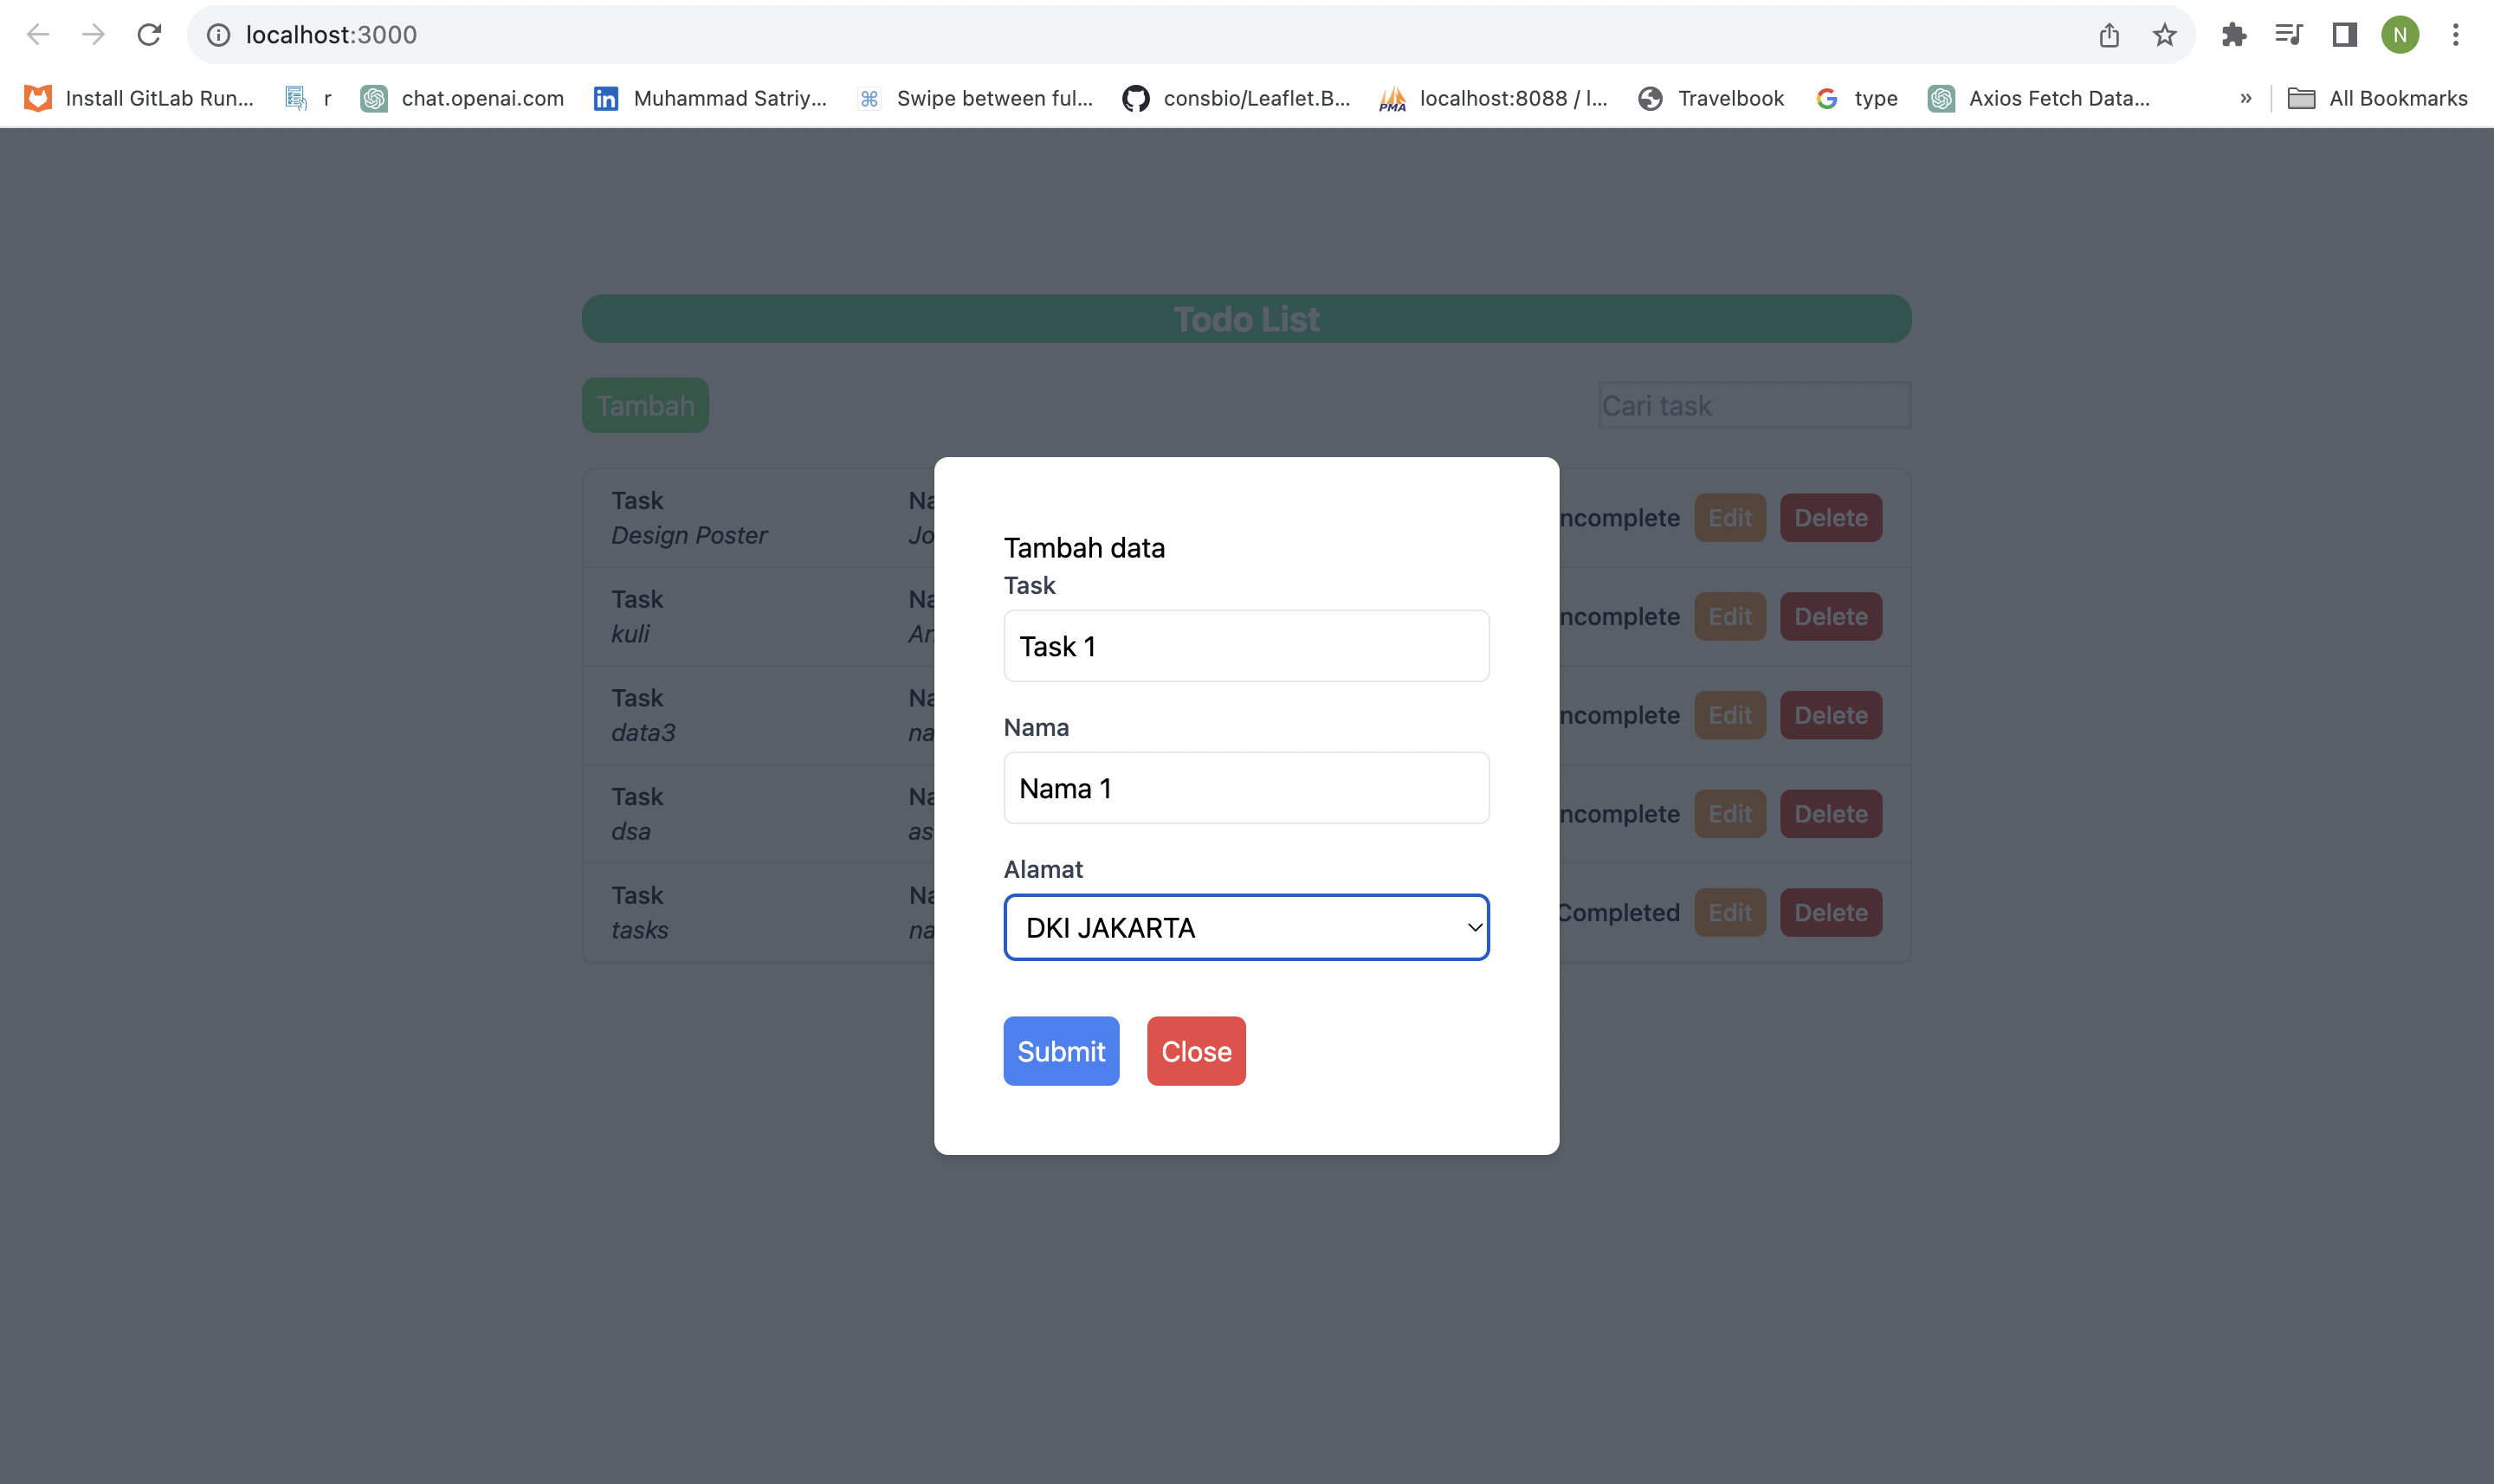 localhost:3000
N
Install GitLab Run...
r
chat.openai.com
Muhammad Satriy...
Swipe between ful...
consbio/Leaflet.B...
PMA
localhost:8088 / l...
Travelbook
type
Axios Fetch Data...
»
All Bookmarks
Todo List
Tambah
Cari task
Task
Na
Design Poster
Jo
ncomplete
Edit
Delete
Task
Na
kuli
An
ncomplete
Edit
Delete
Task
Na
data3
na
ncomplete
Edit
Delete
Task
Na
dsa
as
ncomplete
Edit
Delete
Task
Na
tasks
na
Completed
Edit
Delete
Tambah data
Task
Task 1
Nama
Nama 1
Alamat
DKI JAKARTA
Submit
Close